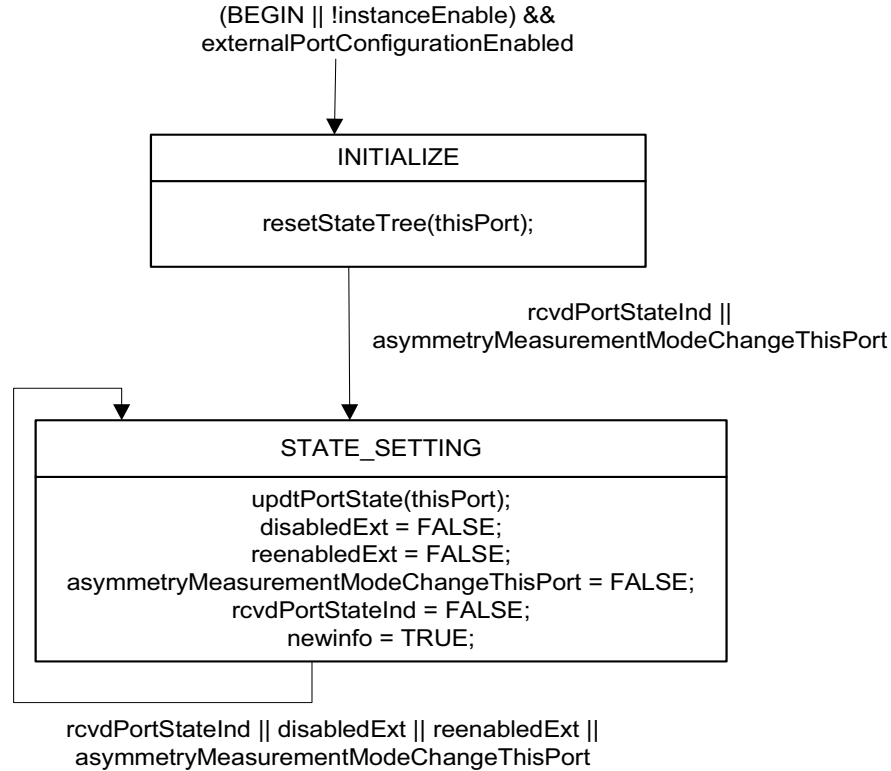 (BEGIN || !instanceEnable) &&
externalPortConfigurationEnabled
INITIALIZE
resetStateTree(thisPort);
rcvdPortStateInd ||
asymmetryMeasurementModeChangeThisPort
STATE_SETTING
updtPortState(thisPort);
disabledExt = FALSE;
reenabledExt = FALSE;
asymmetryMeasurementModeChangeThisPort = FALSE;
rcvdPortStateInd = FALSE;
newinfo = TRUE;
rcvdPortStateInd || disabledExt || reenabledExt ||
asymmetryMeasurementModeChangeThisPort